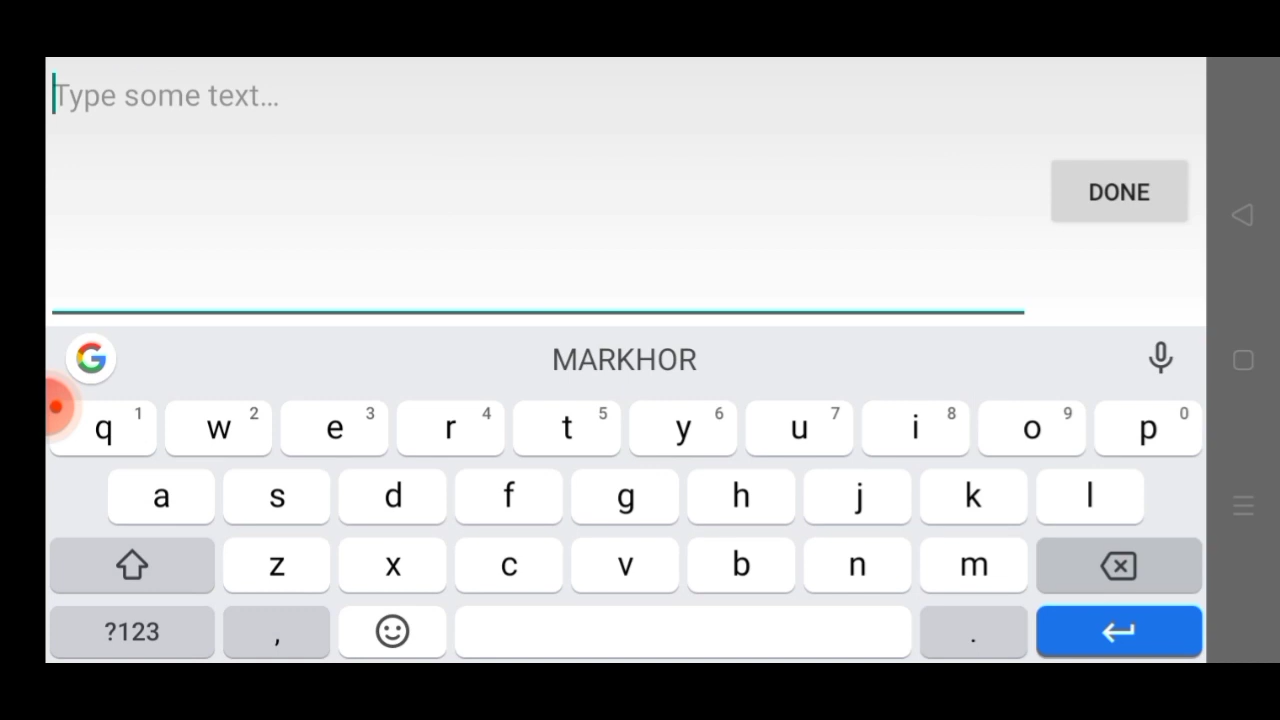 Type some text...
DONE
G MARKHOR
q 1 w 2 e 3 r 4 t 5 y 6 u 7 i 8 o 9 p 0
a s d f g h j k l
z x c v b n m
?123 , .